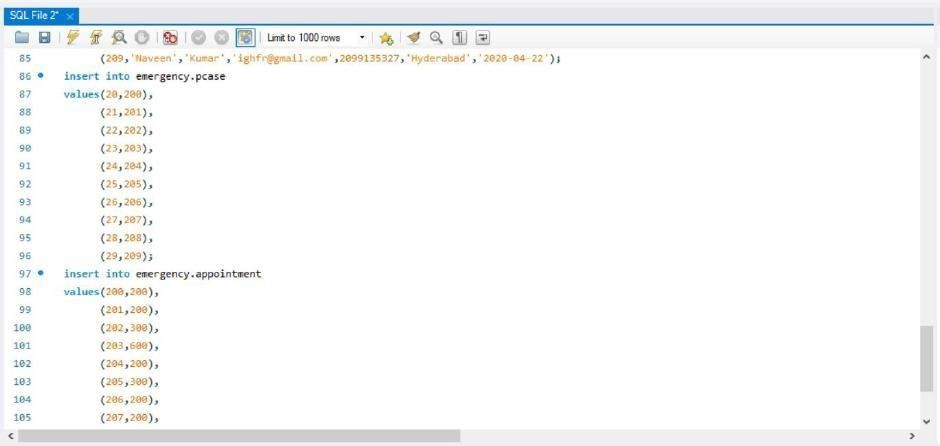 SQL File 2*
Limit to 1000 rows
85 (209,'Naveen','Kumar','ighfr@gmail.com',2099135327,'Hyderabad','2020-04-22');
86 insert into emergency.pcase
87 values(20,200),
88 (21,201),
89 (22,202),
90 (23,203),
91 (24,204),
92 (25,205),
93 (26,206),
94 (27,207),
95 (28,208),
96 (29,209);
97 insert into emergency.appointment
98 values(200,200),
99 (201,200),
100 (202,300),
101 (203,600),
102 (204,200),
103 (205,300),
104 (206,200),
105 (207,200),